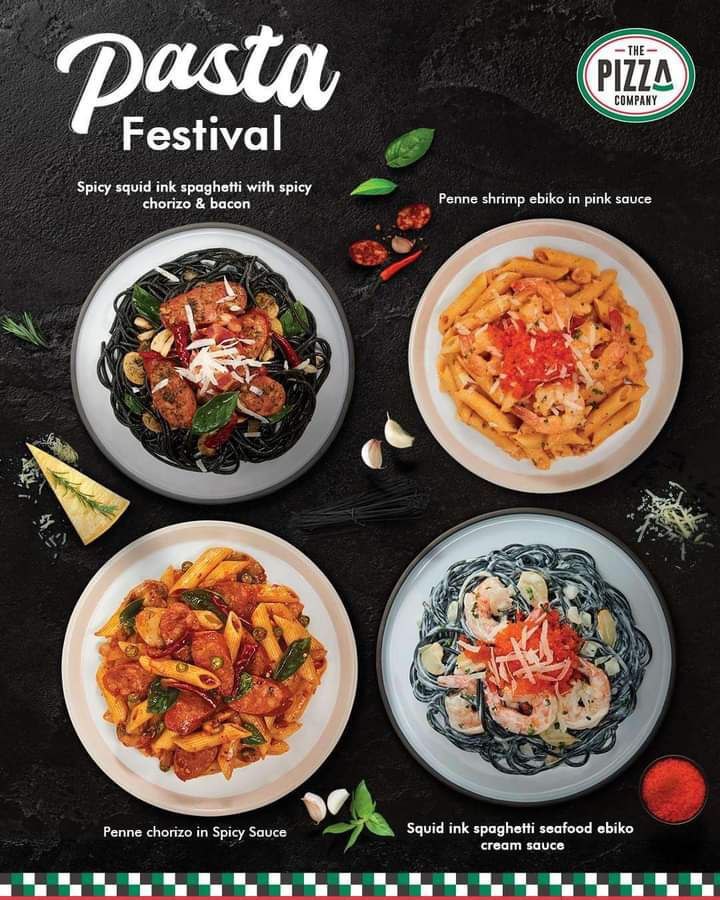 Pasta
Festival
THE
PIZZA
COMPANY
Spicy squid ink spaghetti with spicy
chorizo & bacon
Penne shrimp ebiko in pink sauce
Penne chorizo in Spicy Sauce
Squid ink spaghetti seafood ebiko
cream sauce